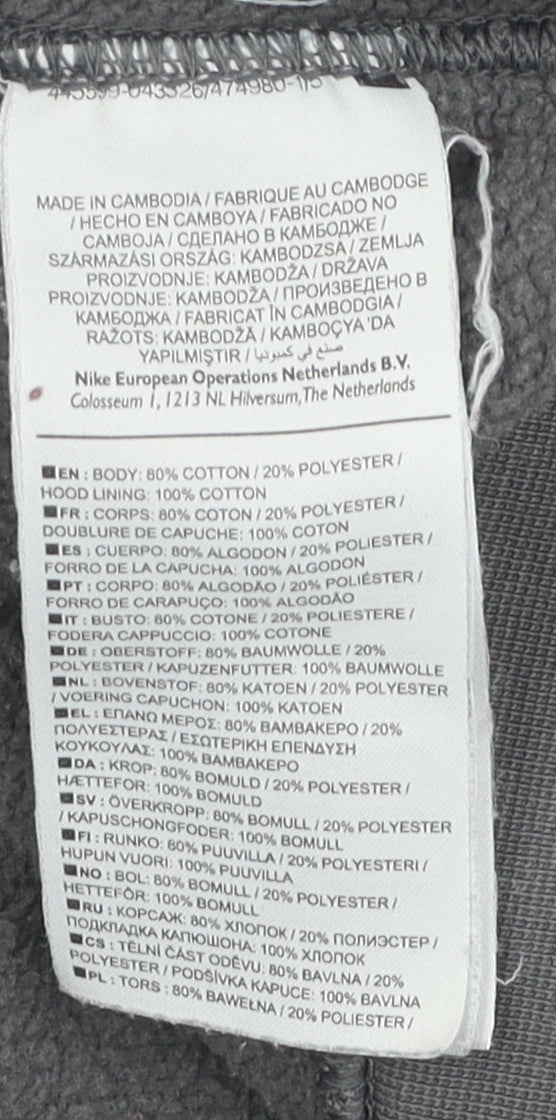 445599-043326/474980-1/5
MADE IN CAMBODIA / FABRIQUE AU CAMBODGE
/ HECHO EN CAMBOYA / FABRICADO NO
CAMBOJA / СДЕЛАНО В КАМБОДЖЕ /
SZÁRMAZÁSI ORSZÁG: KAMBODZSA / ZEMLJA
PROIZVODNJE: KAMBODŽA / DRŽAVA
PROIZVODNJE: KAMBODŽA / ПРОИЗВЕДЕНО В
КАМБОДЖА / FABRICAT ÎN CAMBODGIA /
RAŽOTS: KAMBODŽĀ / KAMBOÇYA 'DA
YAPILMIŞTIR / صنع في كمبوديا
Nike European Operations Netherlands B.V.
Colosseum 1, 1213 NL Hilversum, The Netherlands
EN : BODY: 80% COTTON / 20% POLYESTER /
HOOD LINING: 100% COTTON
FR : CORPS: 80% COTON / 20% POLYESTER /
DOUBLURE DE CAPUCHE: 100% COTON
ES : CUERPO: 80% ALGODON / 20% POLIESTER /
FORRO DE LA CAPUCHA: 100% ALGODON
PT : CORPO: 80% ALGODÃO / 20% POLIÉSTER /
FORRO DE CARAPUÇO: 100% ALGODÃO
IT : BUSTO: 80% COTONE / 20% POLIESTERE /
FODERA CAPPUCCIO: 100% COTONE
DE : OBERSTOFF: 80% BAUMWOLLE / 20%
POLYESTER / KAPUZENFUTTER: 100% BAUMWOLLE
NL : BOVENSTOF: 80% KATOEN / 20% POLYESTER
/ VOERING CAPUCHON: 100% KATOEN
EL : ΕΠΑΝΩ ΜΕΡΟΣ: 80% ΒΑΜΒΑΚΕΡΟ / 20%
ΠΟΛΥΕΣΤΕΡΑΣ / ΕΣΩΤΕΡΙΚΗ ΕΠΕΝΔΥΣΗ
ΚΟΥΚΟΥΛΑΣ: 100% ΒΑΜΒΑΚΕΡΟ
DA : KROP: 80% BOMULD / 20% POLYESTER /
HÆTTEFOR: 100% BOMULD
SV : ÖVERKROPP: 80% BOMULL / 20% POLYESTER
/ KAPUSCHONGFODER: 100% BOMULL
FI : RUNKO: 80% PUUVILLA / 20% POLYESTERI /
HUPUN VUORI: 100% PUUVILLA
NO : BOL: 80% BOMULL / 20% POLYESTER /
HETTEFÔR: 100% BOMULL
RU : КОРСАЖ: 80% ХЛОПОК / 20% ПОЛИЭСТЕР /
ПОДКЛАДКА КАПЮШОНА: 100% ХЛОПОК
CS : TĚLNÍ ČÁST ODĚVU: 80% BAVLNA / 20%
POLYESTER / PODŠÍVKA KAPUCE: 100% BAVLNA
PL : TORS : 80% BAWEŁNA / 20% POLIESTER /